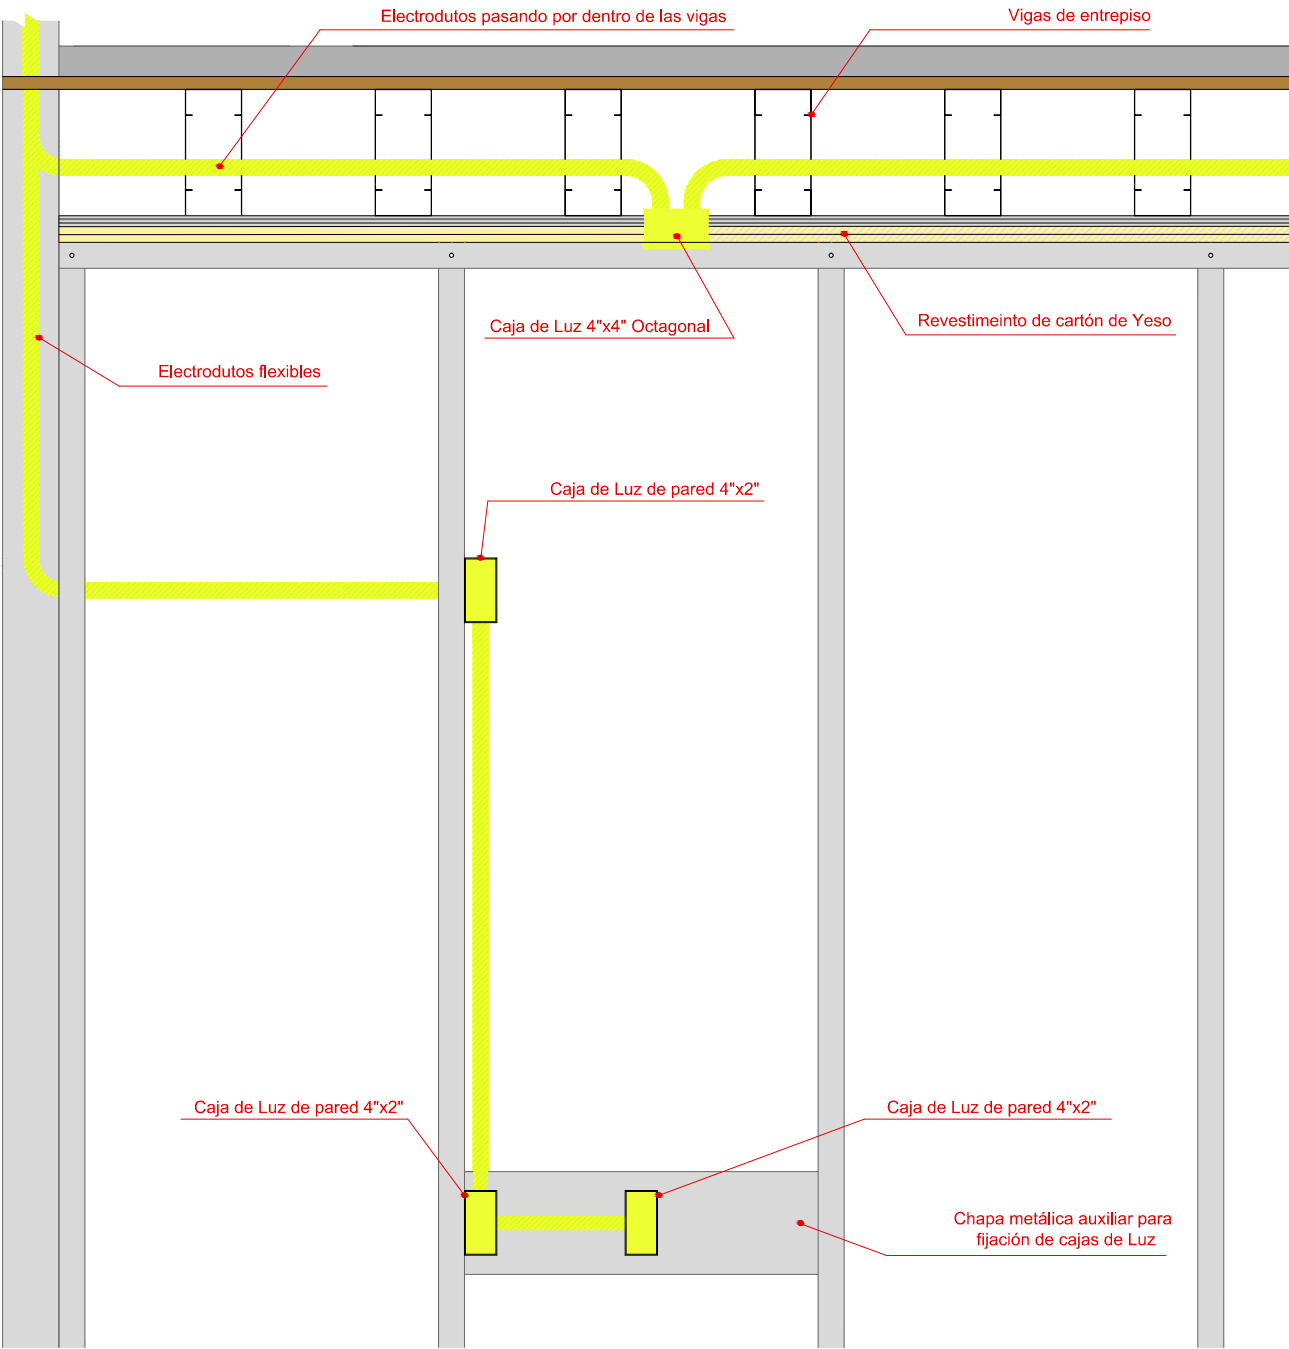 Electrodutos pasando por dentro de las vigas
Vigas de entrepiso
Caja de Luz 4"x4" Octagonal
Revestimeinto de cartón de Yeso
Electrodutos flexibles
Caja de Luz de pared 4"x2"
Caja de Luz de pared 4"x2"
Caja de Luz de pared 4"x2"
Chapa metálica auxiliar para
fijación de cajas de Luz